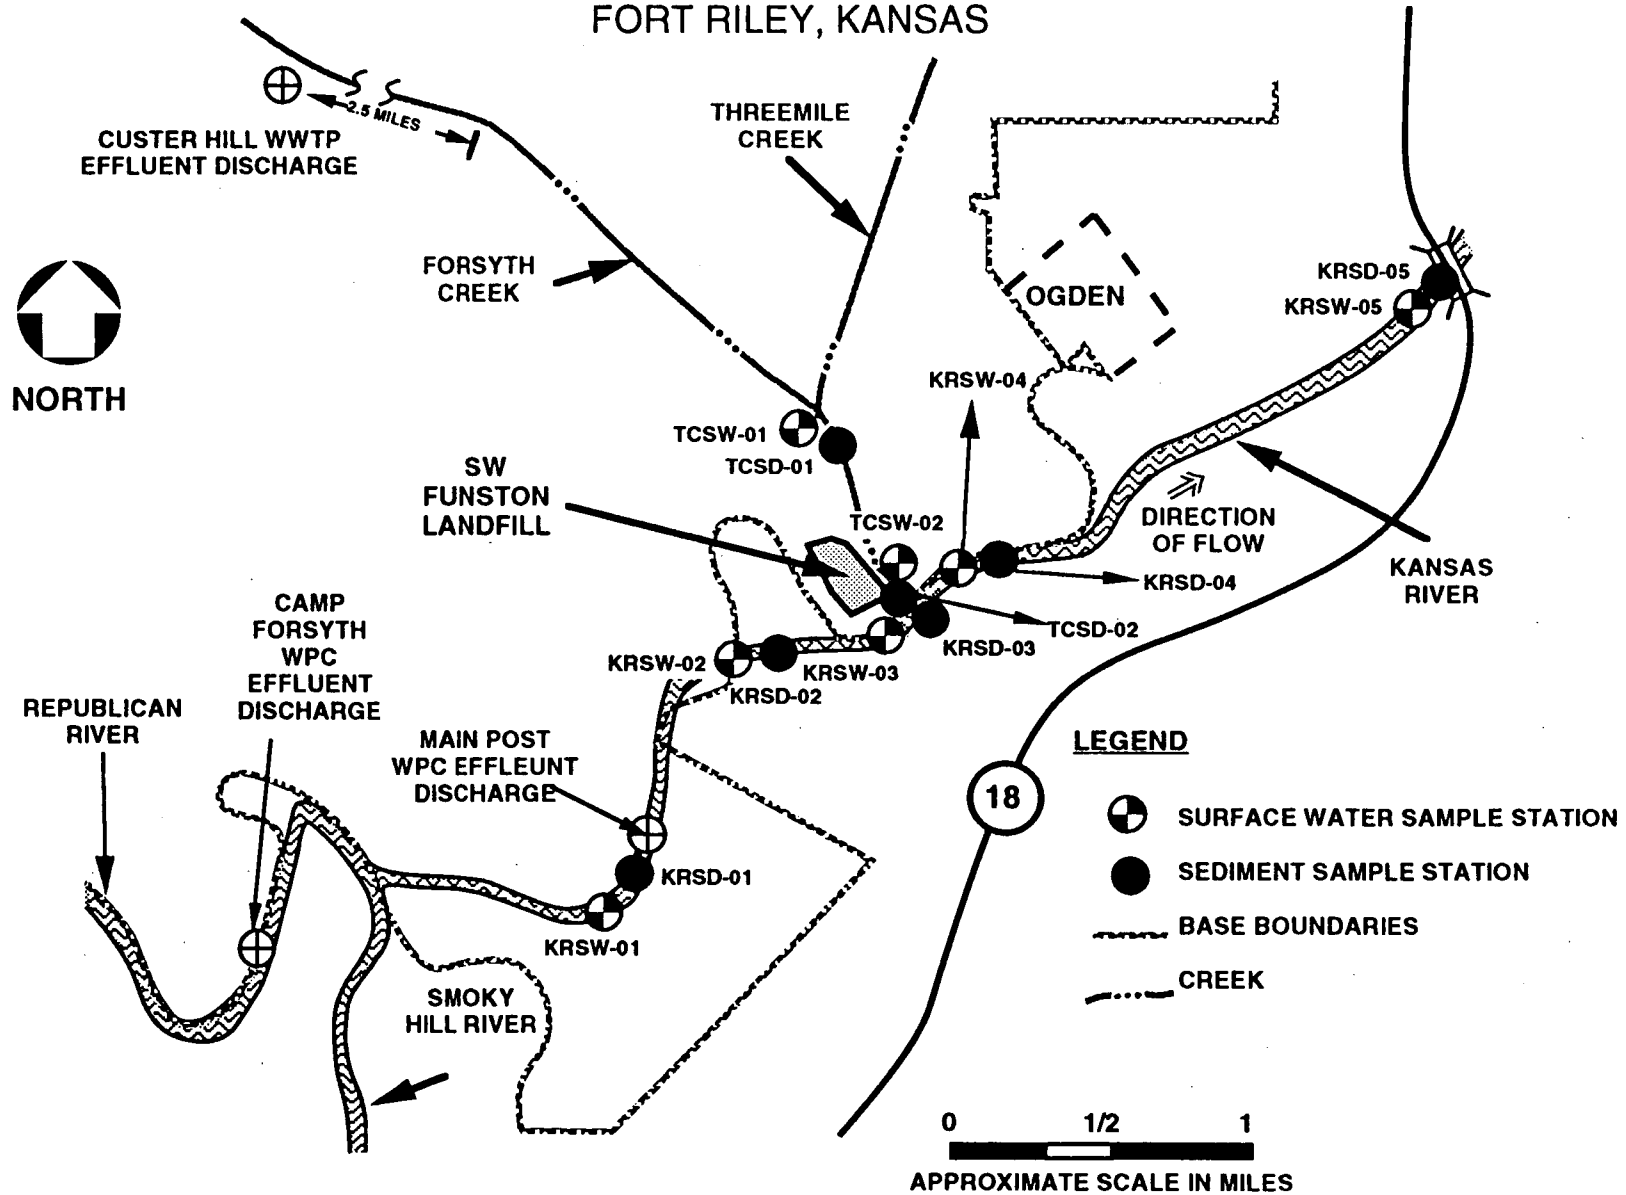 FORT RILEY, KANSAS
2.5 MILES
CUSTER HILL WWTP
EFFLUENT DISCHARGE
THREEMILE
CREEK
FORSYTH
CREEK
NORTH
OGDEN
KRSD-05
KRSW-05
KRSW-04
TCSW-01
TCSD-01
SW
FUNSTON
LANDFILL
TCSW-02
DIRECTION
OF FLOW
KANSAS
RIVER
KRSD-04
TCSD-02
KRSD-03
KRSW-03
KRSW-02
KRSD-02
CAMP
FORSYTH
WPC
EFFLUENT
DISCHARGE
REPUBLICAN
RIVER
MAIN POST
WPC EFFLEUNT
DISCHARGE
KRSD-01
KRSW-01
SMOKY
HILL RIVER
18
LEGEND
SURFACE WATER SAMPLE STATION
SEDIMENT SAMPLE STATION
BASE BOUNDARIES
CREEK
0 1/2 1
APPROXIMATE SCALE IN MILES